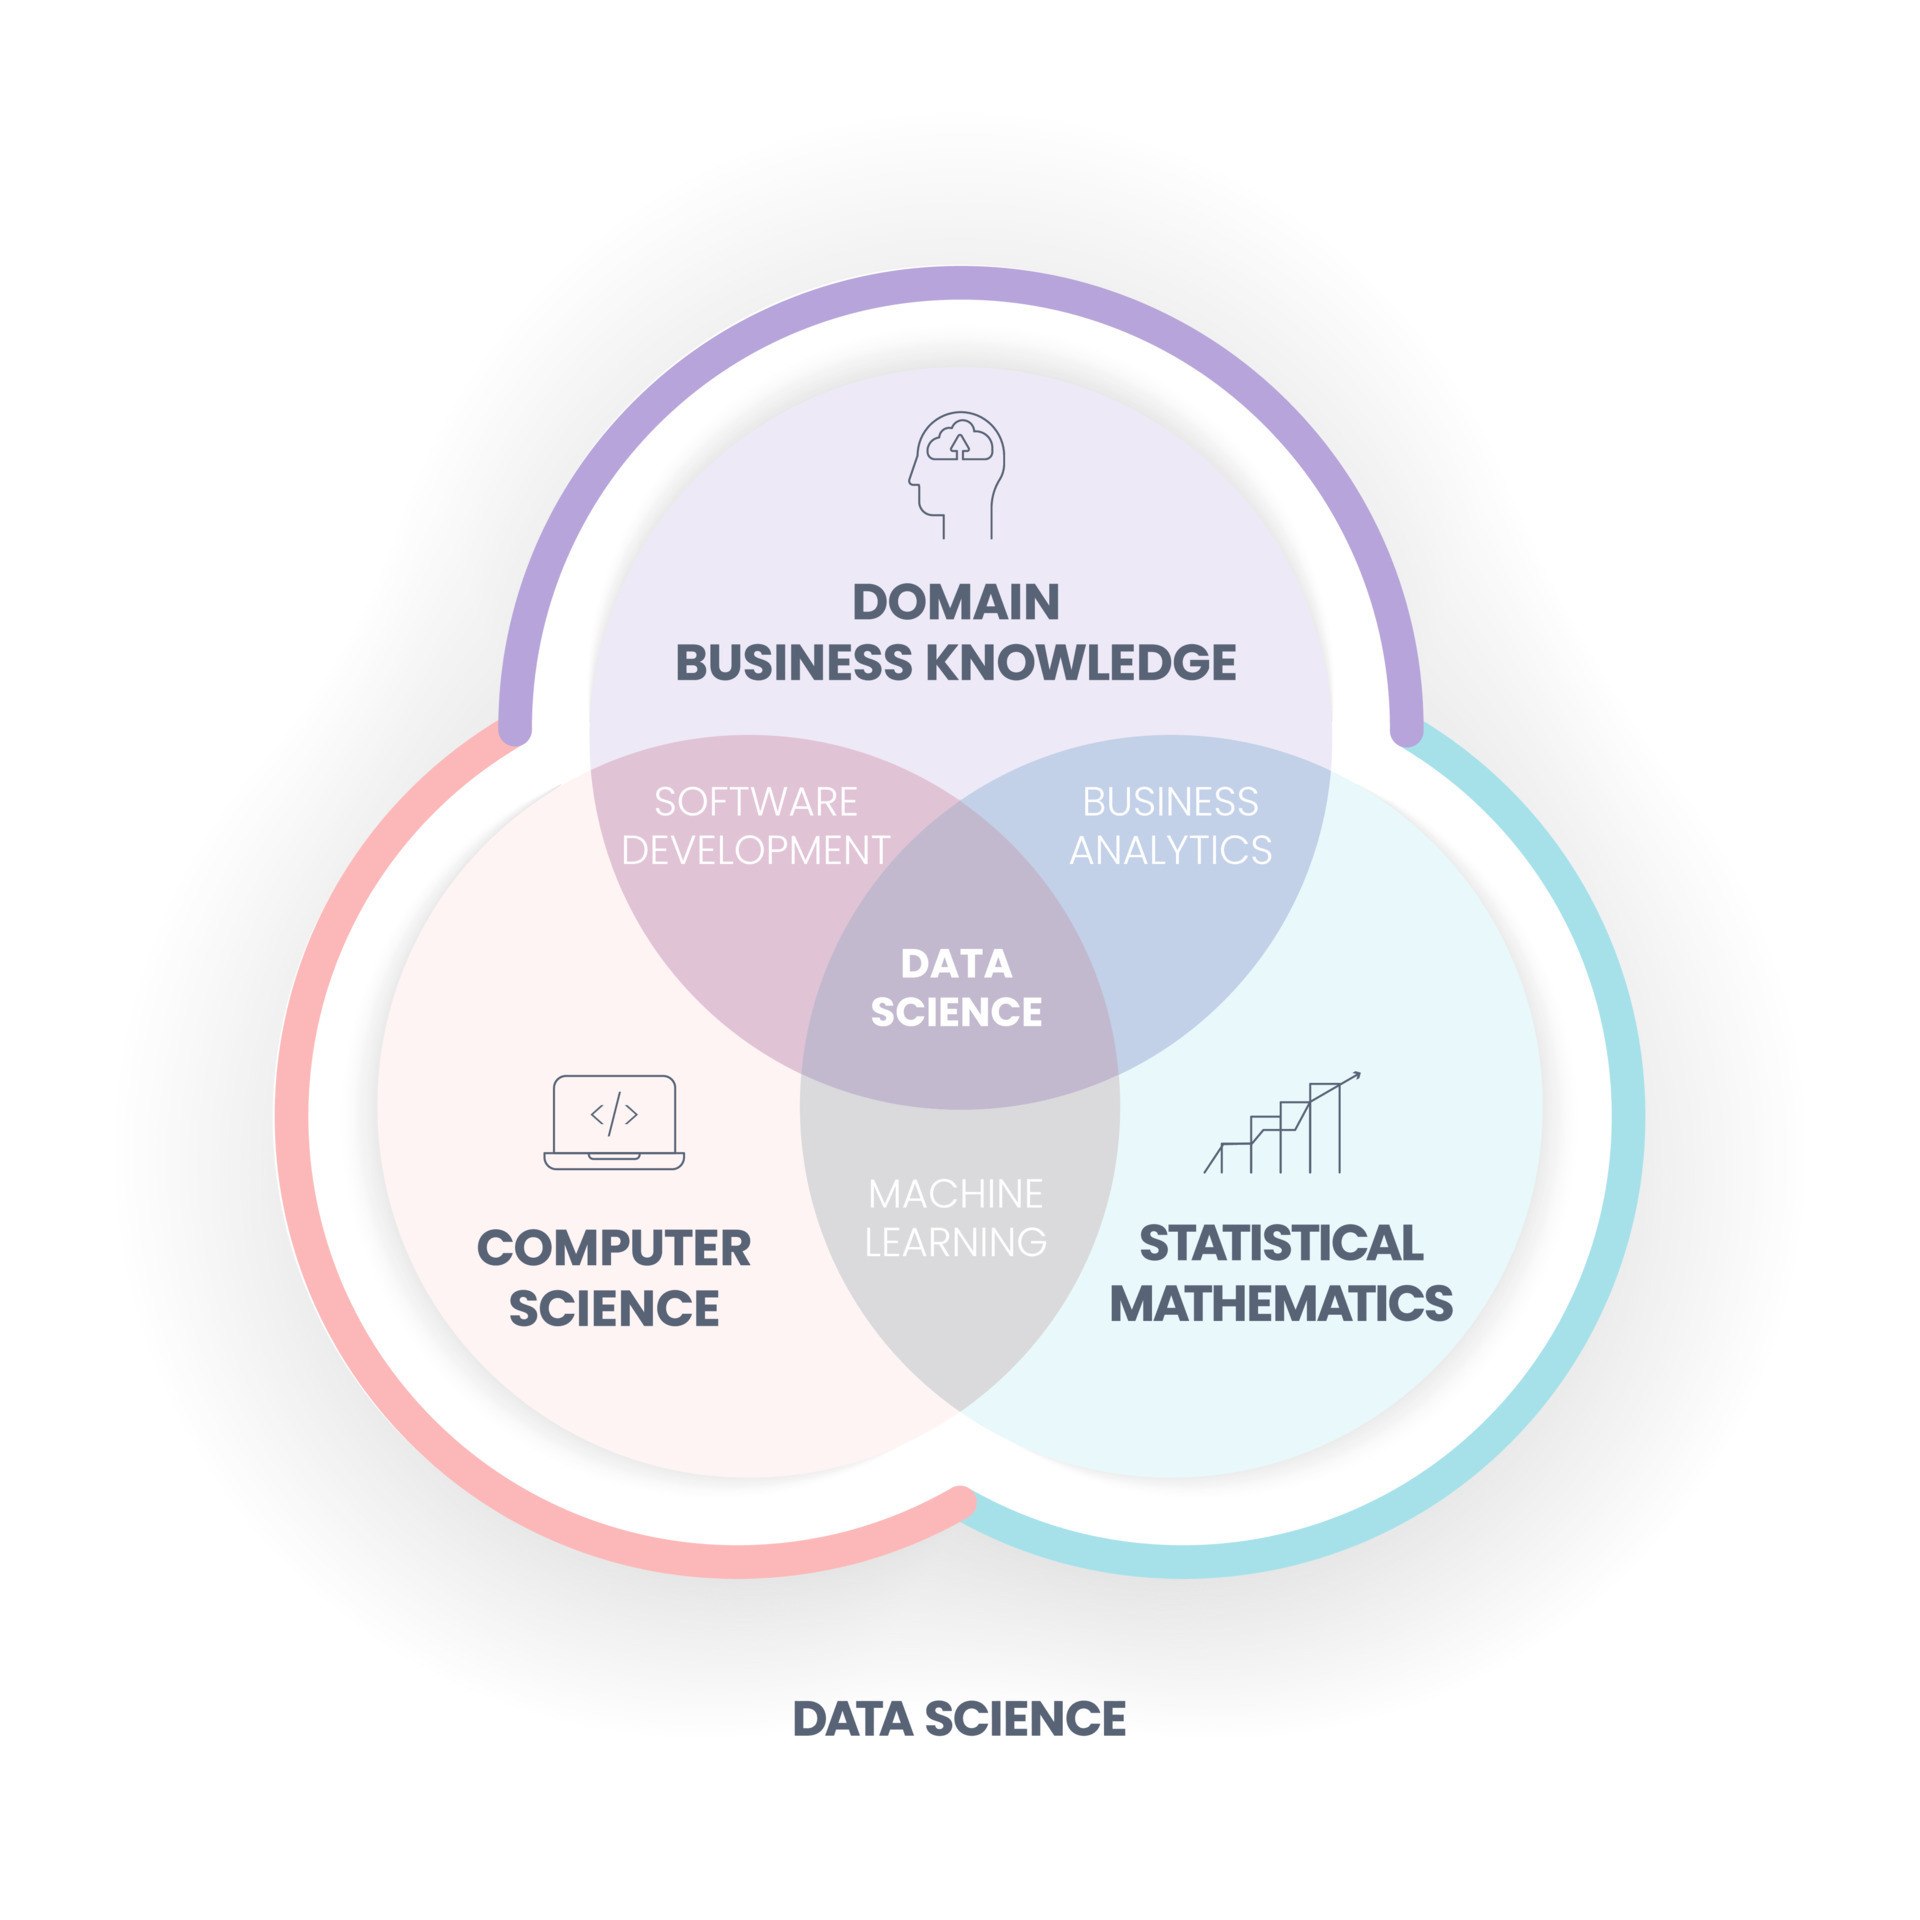 DOMAIN
BUSINESS KNOWLEDGE
SOFTWARE
DEVELOPMENT
BUSINESS
ANALYTICS
DATA
SCIENCE
COMPUTER
SCIENCE
MACHINE
LEARNING
STATISTICAL
MATHEMATICS
DATA SCIENCE